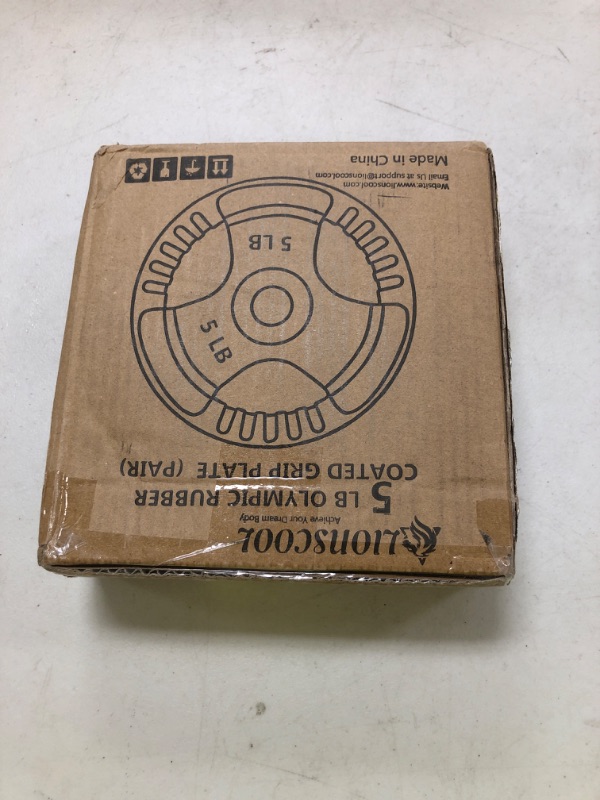 LIONSCOOL
Achieve Your Dream Body
5 LB OLYMPIC RUBBER
COATED GRIP PLATE (PAIR)
5 LB
5 LB
Website:www.lionscool.com
Email Us at support@lionscool.com
Made in China